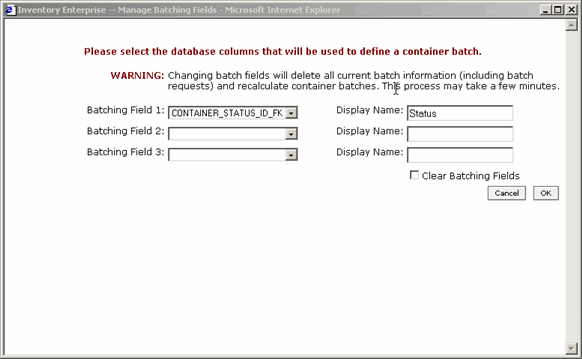 Inventory Enterprise -- Manage Batching Fields - Microsoft Internet Explorer
Please select the database columns that will be used to define a container batch.
WARNING: Changing batch fields will delete all current batch information (including batch
requests) and recalculate container batches. This process may take a few minutes.
Batching Field 1: CONTAINER_STATUS_ID_FK Display Name: Status
Batching Field 2: Display Name:
Batching Field 3: Display Name:
Clear Batching Fields
Cancel OK